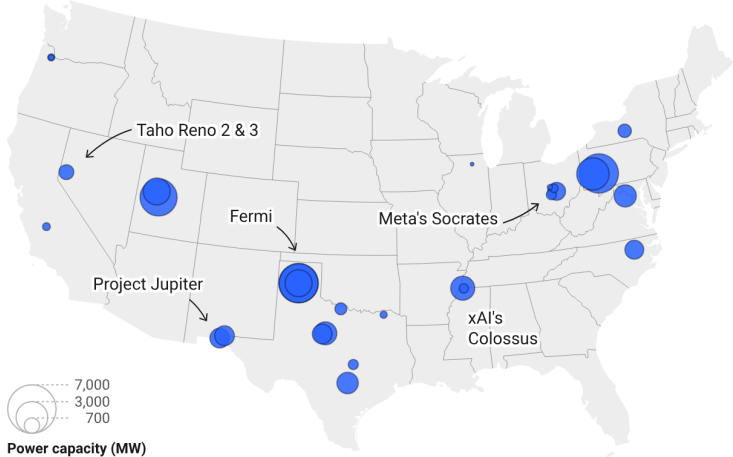 Taho Reno 2 & 3
Fermi
Meta's Socrates
Project Jupiter
xAI's
Colossus
7,000
3,000
700
Power capacity (MW)